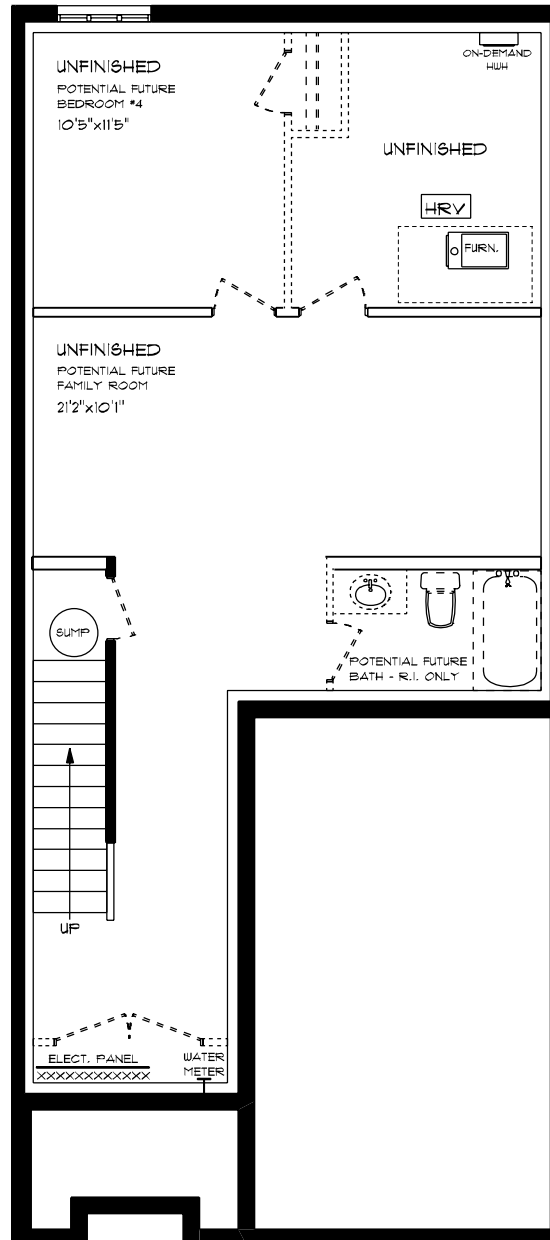 UNFINISHED
POTENTIAL FUTURE
BEDROOM #4
10'5"x11'5"
ON-DEMAND
HWH
UNFINISHED
HRV
FURN.
UNFINISHED
POTENTIAL FUTURE
FAMILY ROOM
21'2"x10'1"
SUMP
POTENTIAL FUTURE
BATH - R.I. ONLY
UP
ELECT. PANEL
WATER
METER